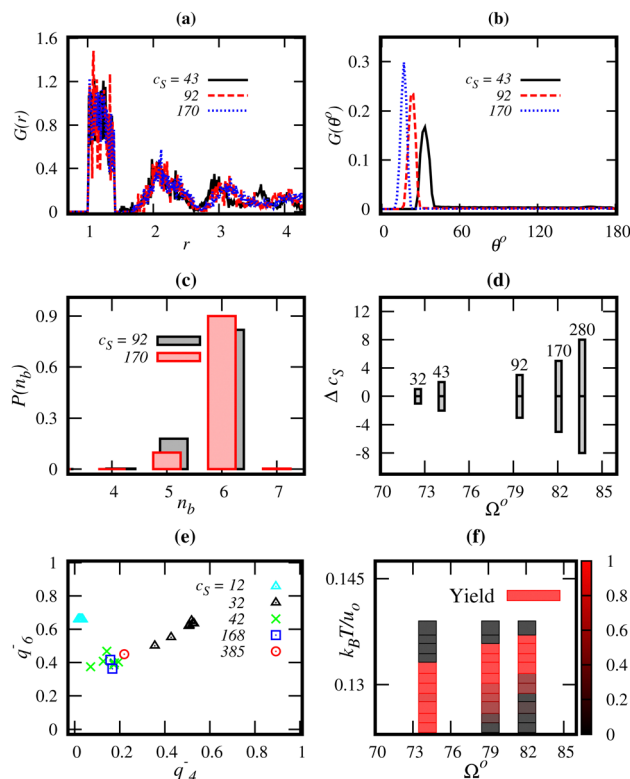 (a)
1.6
1.2
0.8
0.4
0
G(r)
c_S = 43
92
170
1 2 3 4
r
(b)
0.3
0.2
0.1
0
G(θ°)
c_S = 43
92
170
0 60 120 180
θ°
(c)
0.9
0.6
0.3
0
P(n_b)
c_S = 92
170
4 5 6 7
n_b
(d)
12
8
4
0
-4
-8
Δ c_S
32 43 92 170 280
70 73 76 79 82 85
Ω°
(e)
1
0.8
0.6
0.4
0.2
0
q¯_6
c_S = 12
32
42
168
385
0 0.2 0.4 0.6 0.8 1
q¯_4
(f)
0.145
0.13
k_BT/u_o
Yield
1
0.8
0.6
0.4
0.2
0
70 73 76 79 82 85
Ω°